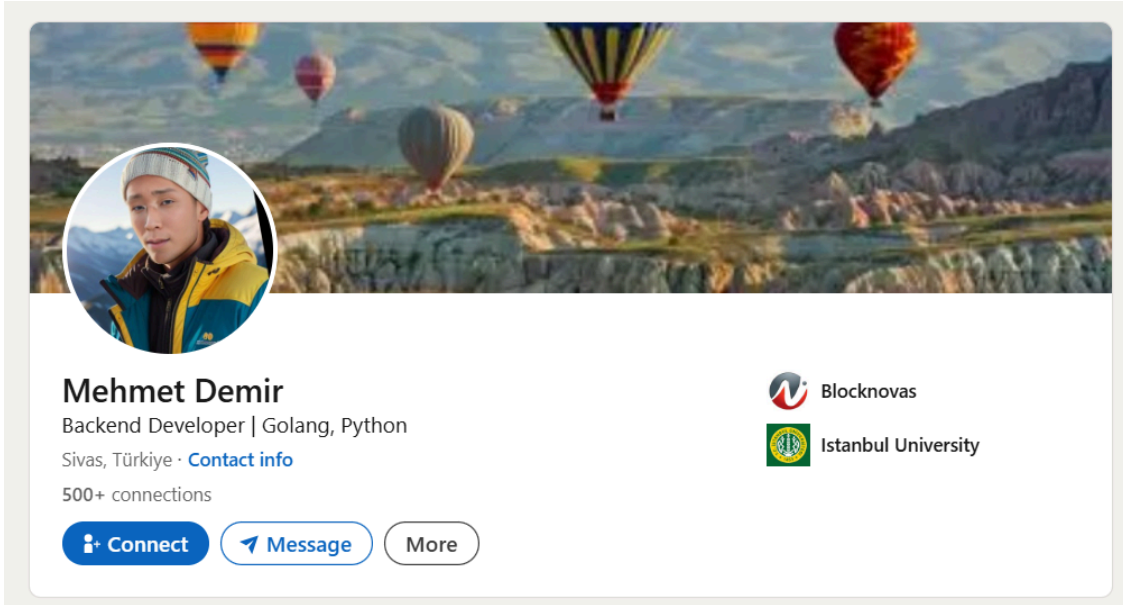 Mehmet Demir
Backend Developer | Golang, Python
Sivas, Türkiye · Contact info
500+ connections
Connect
Message
More
Blocknovas
Istanbul University